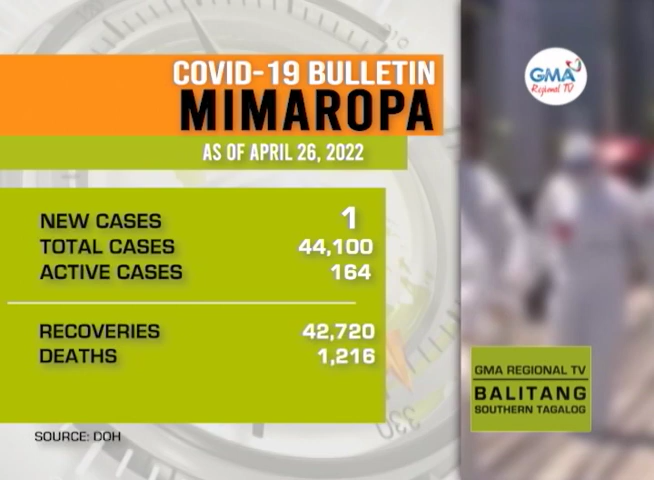 COVID-19 BULLETIN
MIMAROPA
AS OF APRIL 26, 2022
GMA
Regional TV
NEW CASES 1
TOTAL CASES 44,100
ACTIVE CASES 164
RECOVERIES 42,720
DEATHS 1,216
330
SOURCE: DOH
GMA REGIONAL TV
BALITANG
SOUTHERN TAGALOG